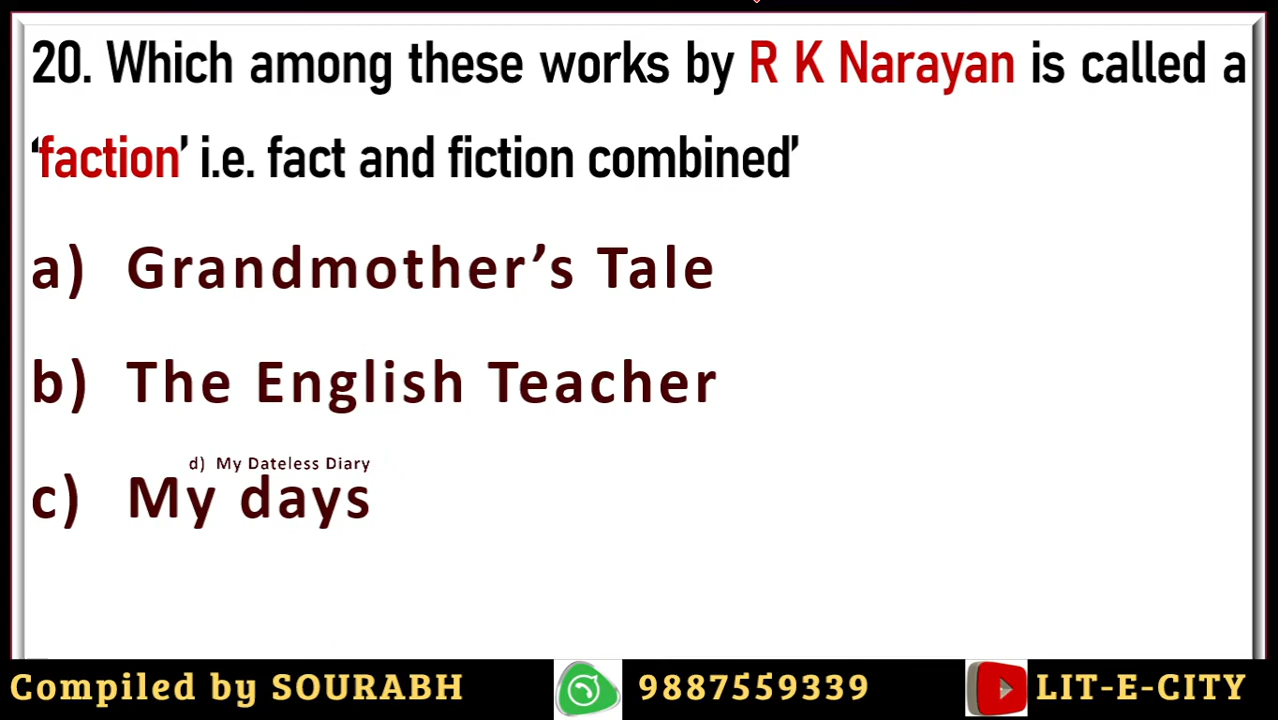 20. Which among these works by R K Narayan is called a
‘faction’ i.e. fact and fiction combined’
a) Grandmother’s Tale
b) The English Teacher
d) My Dateless Diary
c) My days
Compiled by SOURABH 9887559339 LIT-E-CITY